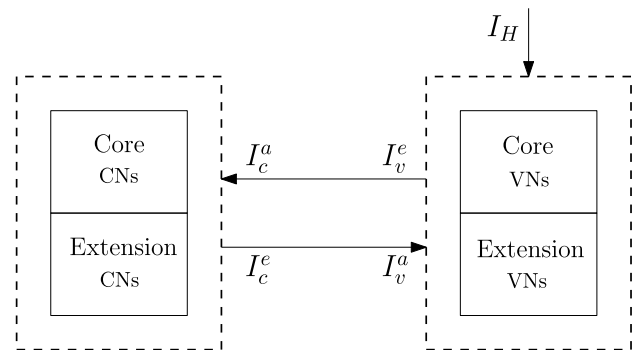 I_H
Core
CNs
Extension
CNs
I_c^a
I_v^e
I_c^e
I_v^a
Core
VNs
Extension
VNs